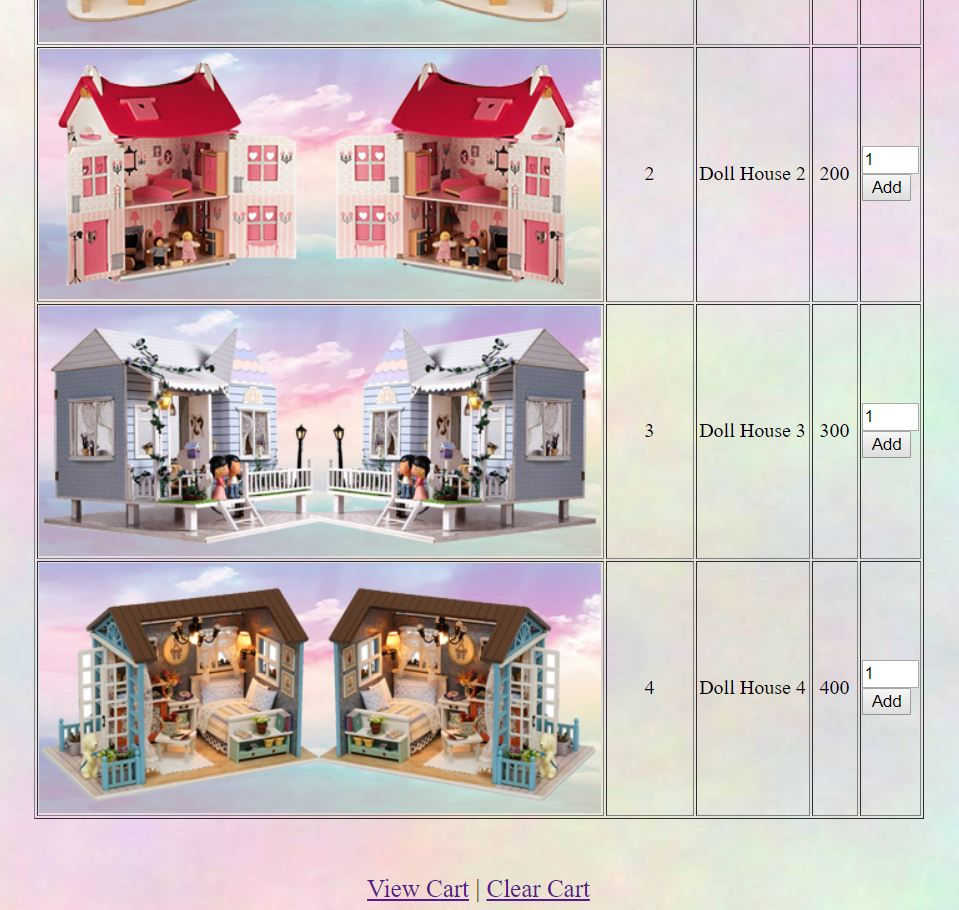 2 Doll House 2 200 1
Add
3 Doll House 3 300 1
Add
4 Doll House 4 400 1
Add
View Cart | Clear Cart